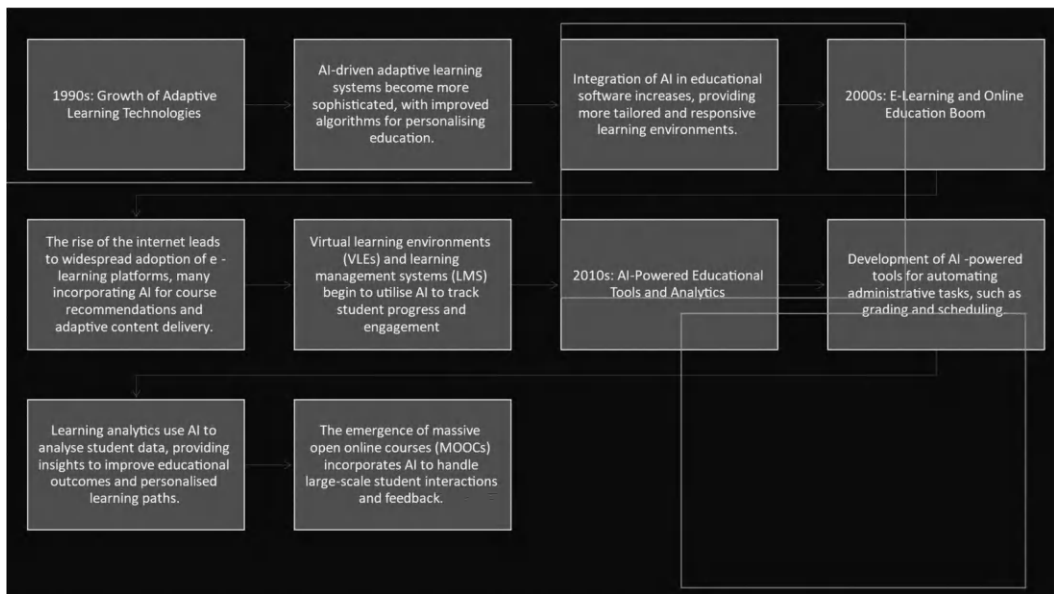 1990s: Growth of Adaptive
Learning Technologies
AI-driven adaptive learning
systems become more
sophisticated, with improved
algorithms for personalising
education.
Integration of AI in educational
software increases, providing
more tailored and responsive
learning environments.
2000s: E-Learning and Online
Education Boom
The rise of the internet leads
to widespread adoption of e -
learning platforms, many
incorporating AI for course
recommendations and
adaptive content delivery.
Virtual learning environments
(VLEs) and learning
management systems (LMS)
begin to utilise AI to track
student progress and
engagement
2010s: AI-Powered Educational
Tools and Analytics
Development of AI -powered
tools for automating
administrative tasks, such as
grading and scheduling.
Learning analytics use AI to
analyse student data, providing
insights to improve educational
outcomes and personalised
learning paths.
The emergence of massive
open online courses (MOOCs)
incorporates AI to handle
large-scale student interactions
and feedback.